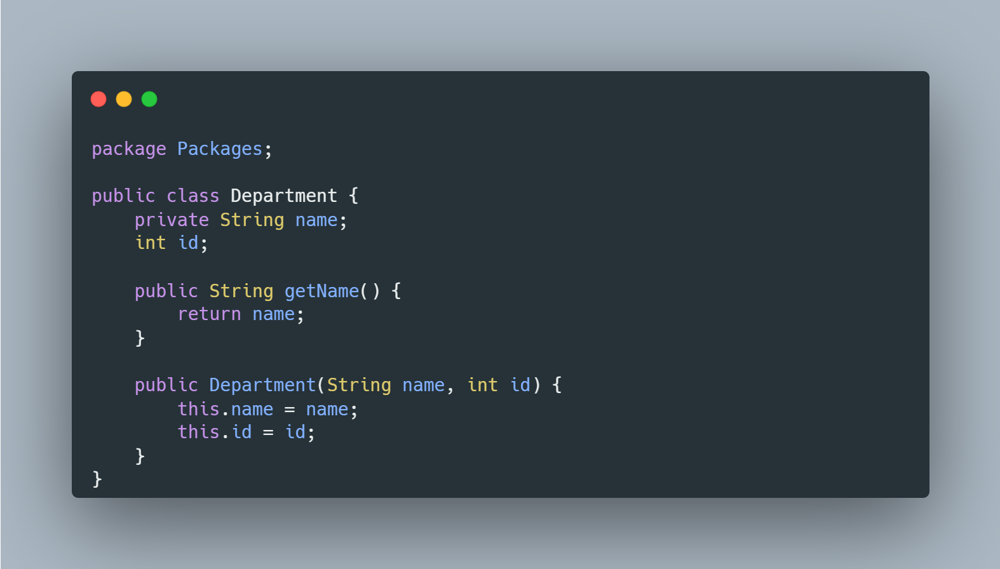 package Packages;

public class Department {
    private String name;
    int id;

    public String getName() {
        return name;
    }

    public Department(String name, int id) {
        this.name = name;
        this.id = id;
    }
}